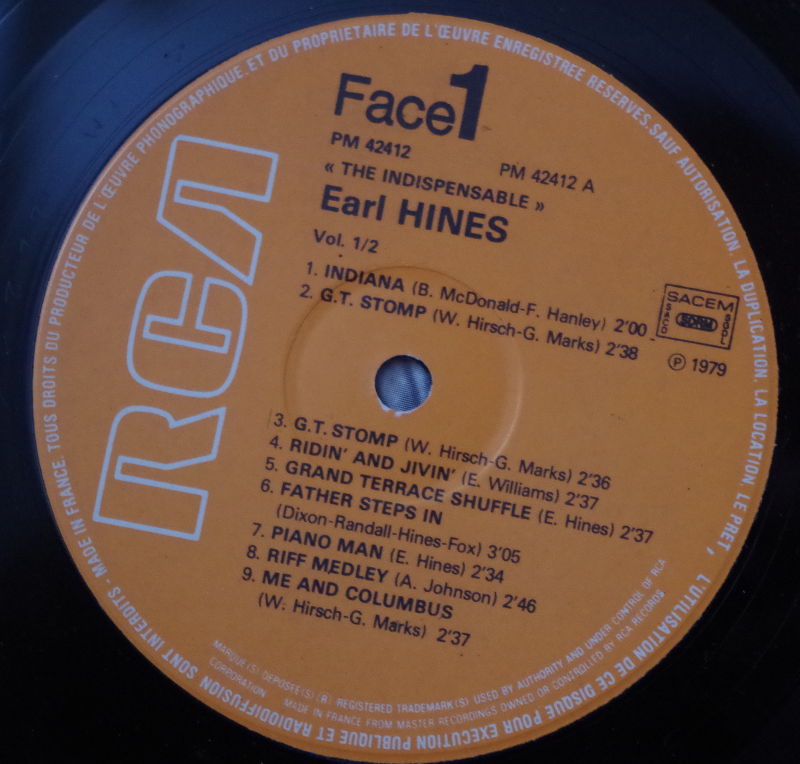 TOUS DROITS DU PRODUCTEUR DE L'ŒUVRE PHONOGRAPHIQUE. ET DU PROPRIETAIRE DE L'ŒUVRE ENREGISTREE RESERVES. SAUF AUTORISATION. LA DUPLICATION. LA LOCATION. LE PRET, L'UTILISATION DE CE DISQUE POUR EXECUTION PUBLIQUE ET RADIODIFFUSION SONT INTERDITS - MADE IN FRANCE.
RCA
Face 1
PM 42412
PM 42412 A
« THE INDISPENSABLE »
Earl HINES
Vol. 1/2
1. INDIANA (B. McDonald-F. Hanley) 2'00
2. G.T. STOMP (W. Hirsch-G. Marks) 2'38
SACEM
SACD
SDRM
SGDL
Ⓟ 1979
3. G.T. STOMP (W. Hirsch-G. Marks) 2'36
4. RIDIN' AND JIVIN' (E. Williams) 2'37
5. GRAND TERRACE SHUFFLE (E. Hines) 2'37
6. FATHER STEPS IN
(Dixon-Randall-Hines-Fox) 3'05
7. PIANO MAN (E. Hines) 2'34
8. RIFF MEDLEY (A. Johnson) 2'46
9. ME AND COLUMBUS
(W. Hirsch-G. Marks) 2'37
MARQUE(S) DEPOSEE(S) (R) REGISTERED TRADEMARK(S) USED BY AUTHORITY AND UNDER CONTROL OF RCA
CORPORATION MADE IN FRANCE FROM MASTER RECORDINGS OWNED OR CONTROLLED BY RCA RECORDS